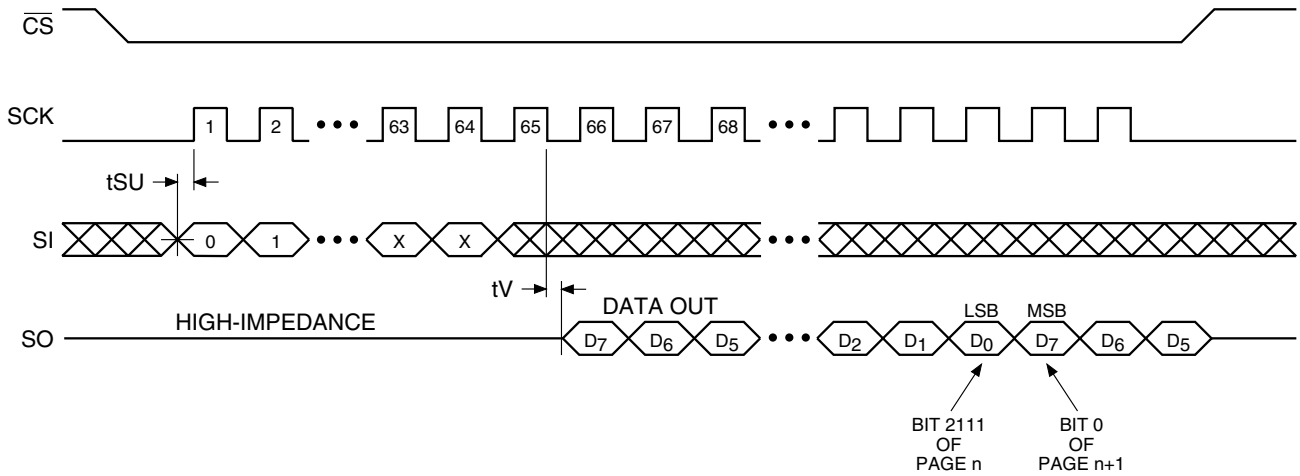 CS
SCK
1 2 ••• 63 64 65 66 67 68 •••
tSU
SI
0 1 ••• X X ••• 
tV
DATA OUT
HIGH-IMPEDANCE
LSB MSB
SO
D7 D6 D5 ••• D2 D1 D0 D7 D6 D5
BIT 2111
OF
PAGE n
BIT 0
OF
PAGE n+1